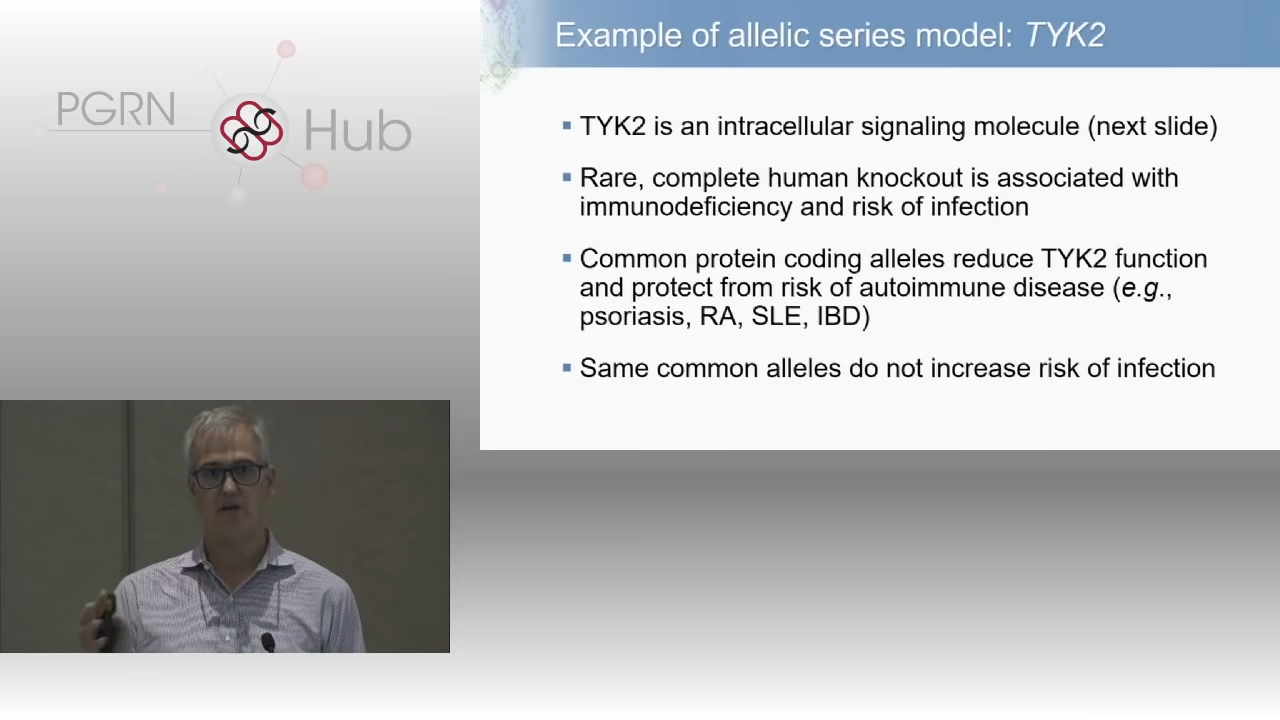 PGRN Hub
Example of allelic series model: TYK2
▪ TYK2 is an intracellular signaling molecule (next slide)
▪ Rare, complete human knockout is associated with
immunodeficiency and risk of infection
▪ Common protein coding alleles reduce TYK2 function
and protect from risk of autoimmune disease (e.g.,
psoriasis, RA, SLE, IBD)
▪ Same common alleles do not increase risk of infection